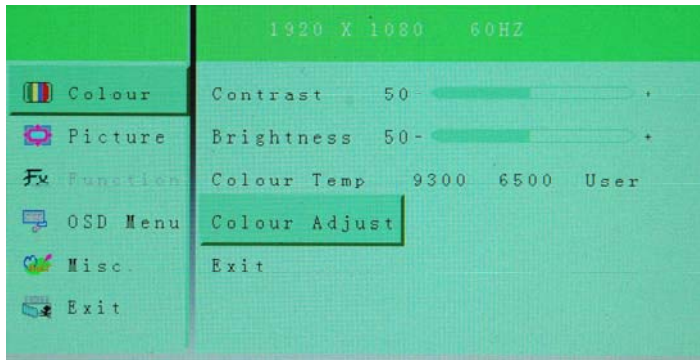 1920 X 1080 60HZ
Colour
Picture
Function
OSD Menu
Misc.
Exit
Contrast 50 - +
Brightness 50 - +
Colour Temp 9300 6500 User
Colour Adjust
Exit